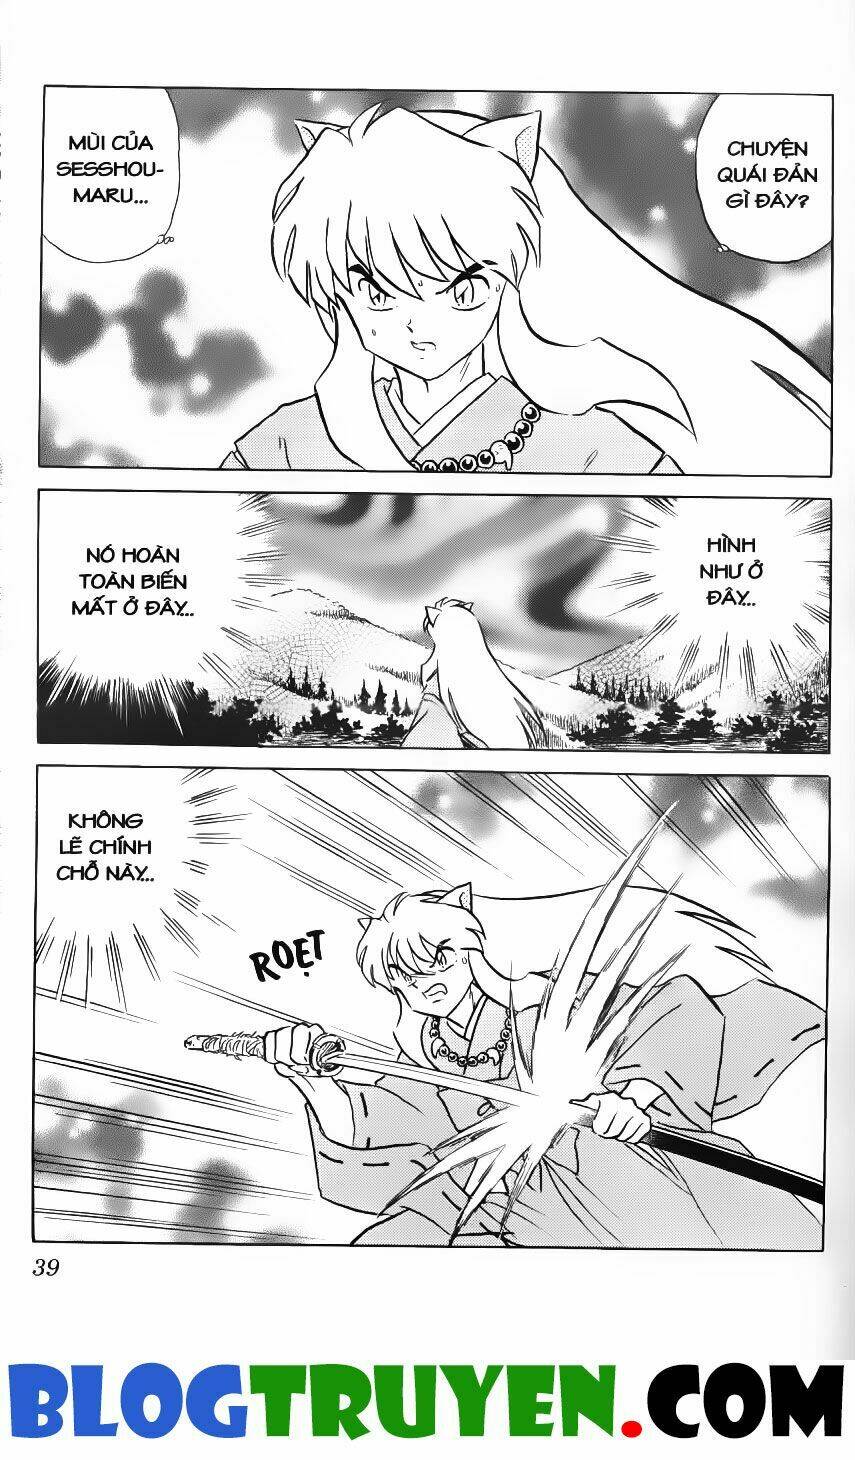 CHUYỆN
QUÁI ĐẢN
GÌ ĐÂY?
MÙI CỦA
SESSHOU-
MARU...
HÌNH
NHƯ Ở
ĐÂY...
NÓ HOÀN
TOÀN BIẾN
MẤT Ở ĐÂY...
KHÔNG
LẼ CHÍNH
CHỖ NÀY...
ROẸT
39
BLOGTRUYEN.COM